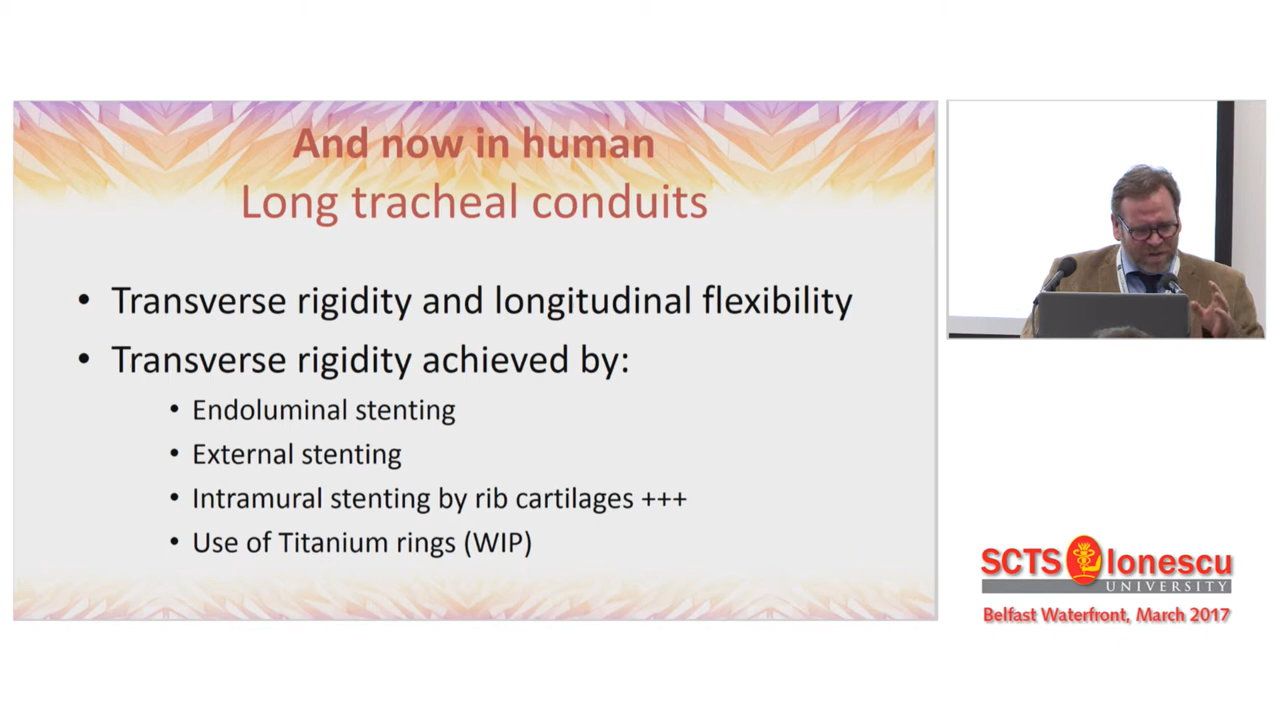 And now in human
Long tracheal conduits
• Transverse rigidity and longitudinal flexibility
• Transverse rigidity achieved by:
• Endoluminal stenting
• External stenting
• Intramural stenting by rib cartilages +++
• Use of Titanium rings (WIP)
SCTS Ionescu
UNIVERSITY
Belfast Waterfront, March 2017